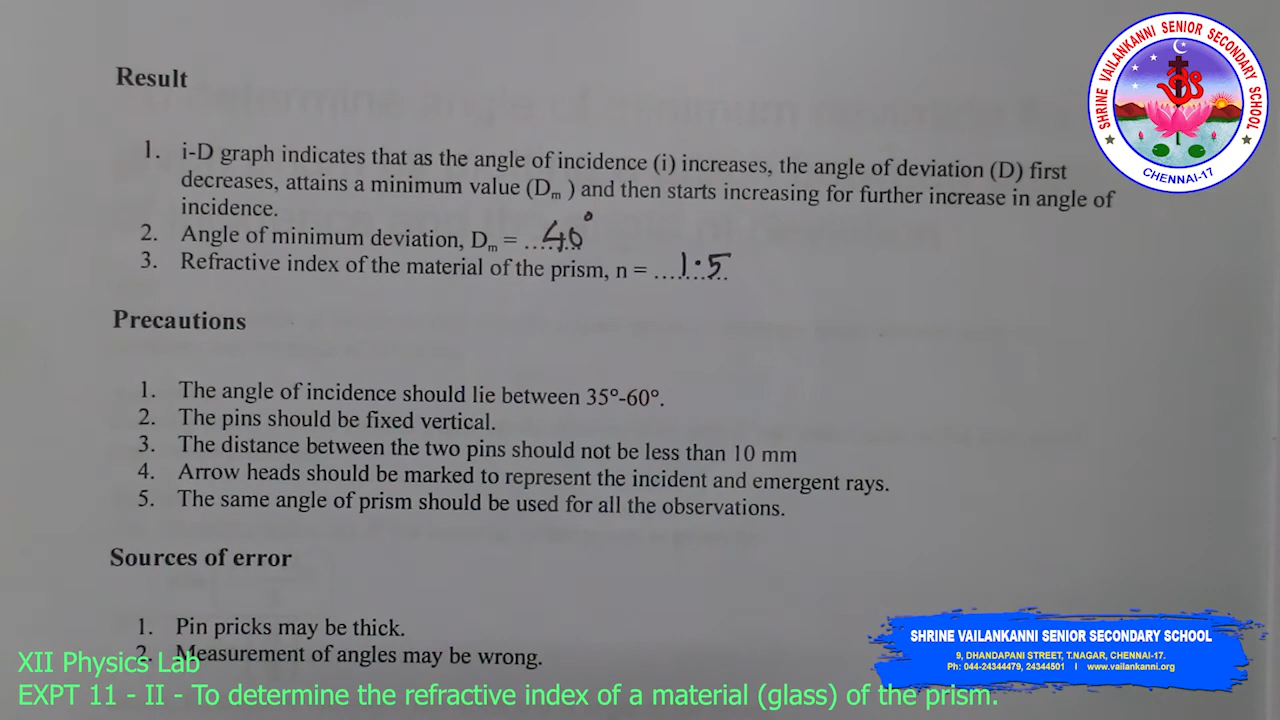 Result
1. i-D graph indicates that as the angle of incidence (i) increases, the angle of deviation (D) first
decreases, attains a minimum value (Dm ) and then starts increasing for further increase in angle of
incidence.
2. Angle of minimum deviation, Dm = ...40°...
3. Refractive index of the material of the prism, n = ...1.5...
Precautions
1. The angle of incidence should lie between 35°-60°.
2. The pins should be fixed vertical.
3. The distance between the two pins should not be less than 10 mm
4. Arrow heads should be marked to represent the incident and emergent rays.
5. The same angle of prism should be used for all the observations.
Sources of error
1. Pin pricks may be thick.
2. Measurement of angles may be wrong.
SHRINE VAILANKANNI SENIOR SECONDARY SCHOOL
CHENNAI-17
XII Physics Lab
EXPT 11 - II - To determine the refractive index of a material (glass) of the prism.
SHRINE VAILANKANNI SENIOR SECONDARY SCHOOL
9, DHANDAPANI STREET, T.NAGAR, CHENNAI-17.
Ph: 044-24344479, 24344501 I www.vailankanni.org